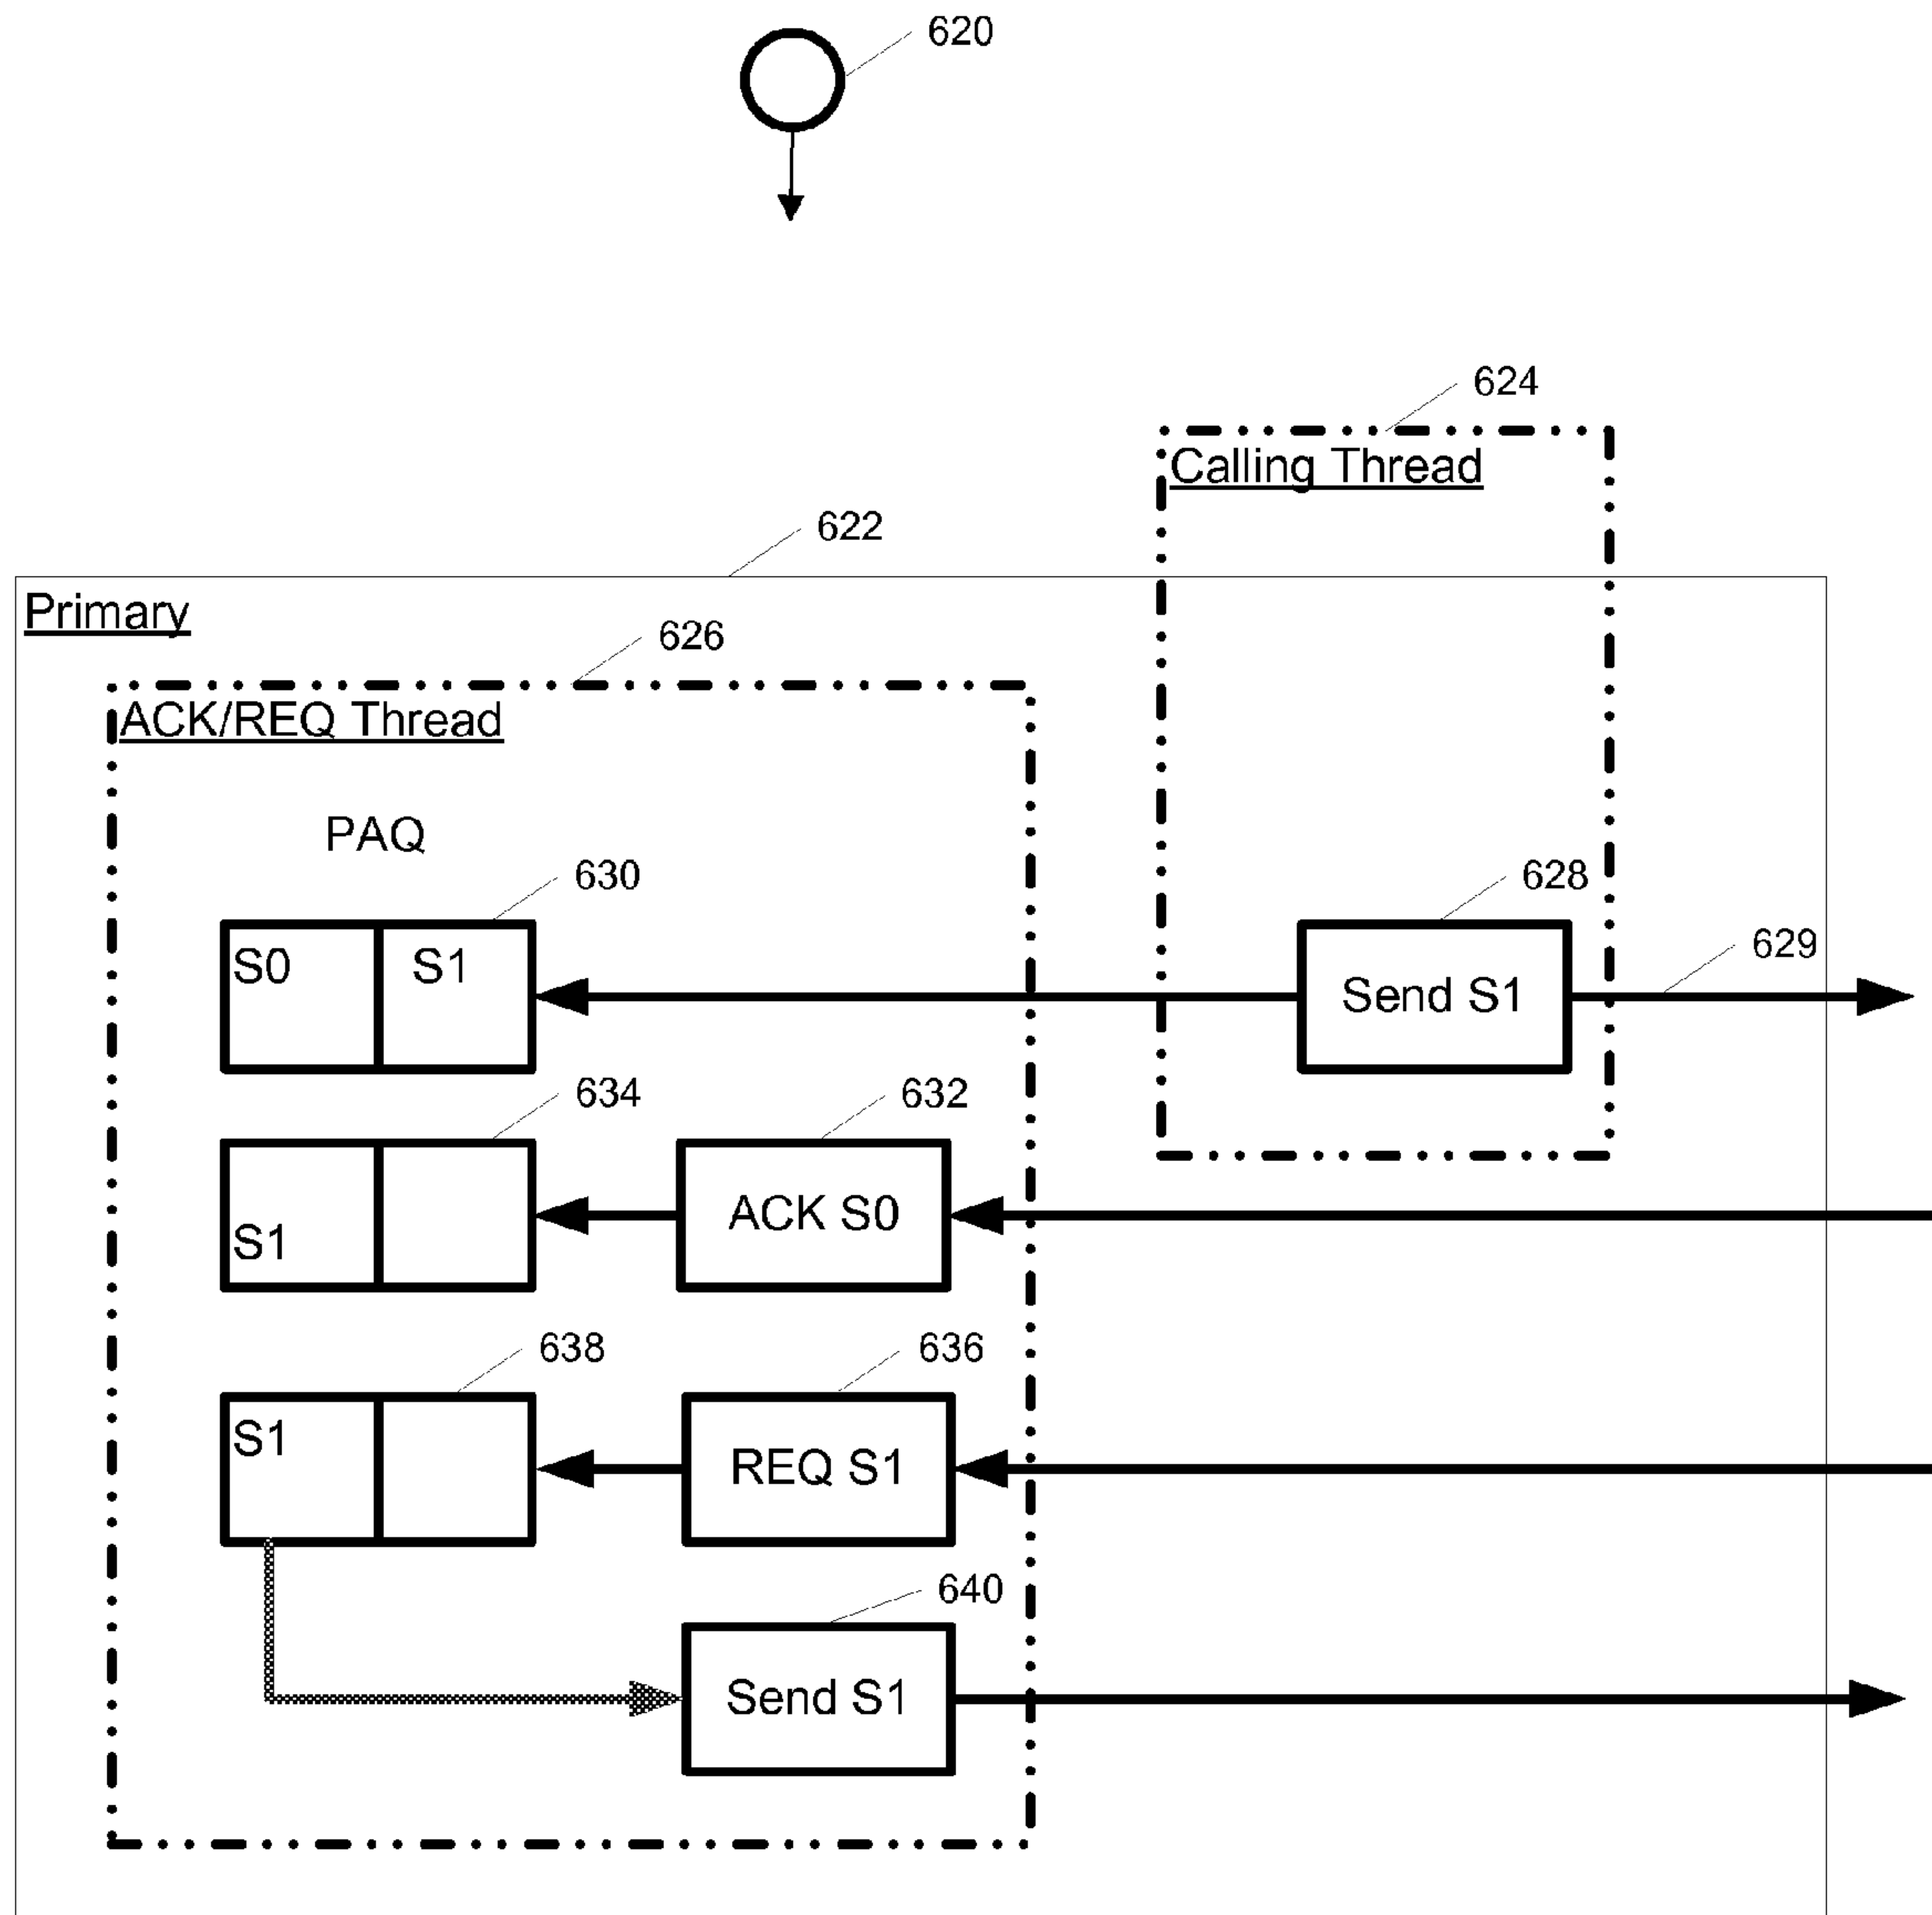 620
624
Calling Thread
622
Primary
626
ACK/REQ Thread
PAQ
630
628
629
S0 S1
Send S1
634
632
S1
ACK S0
638
636
S1
REQ S1
640
Send S1